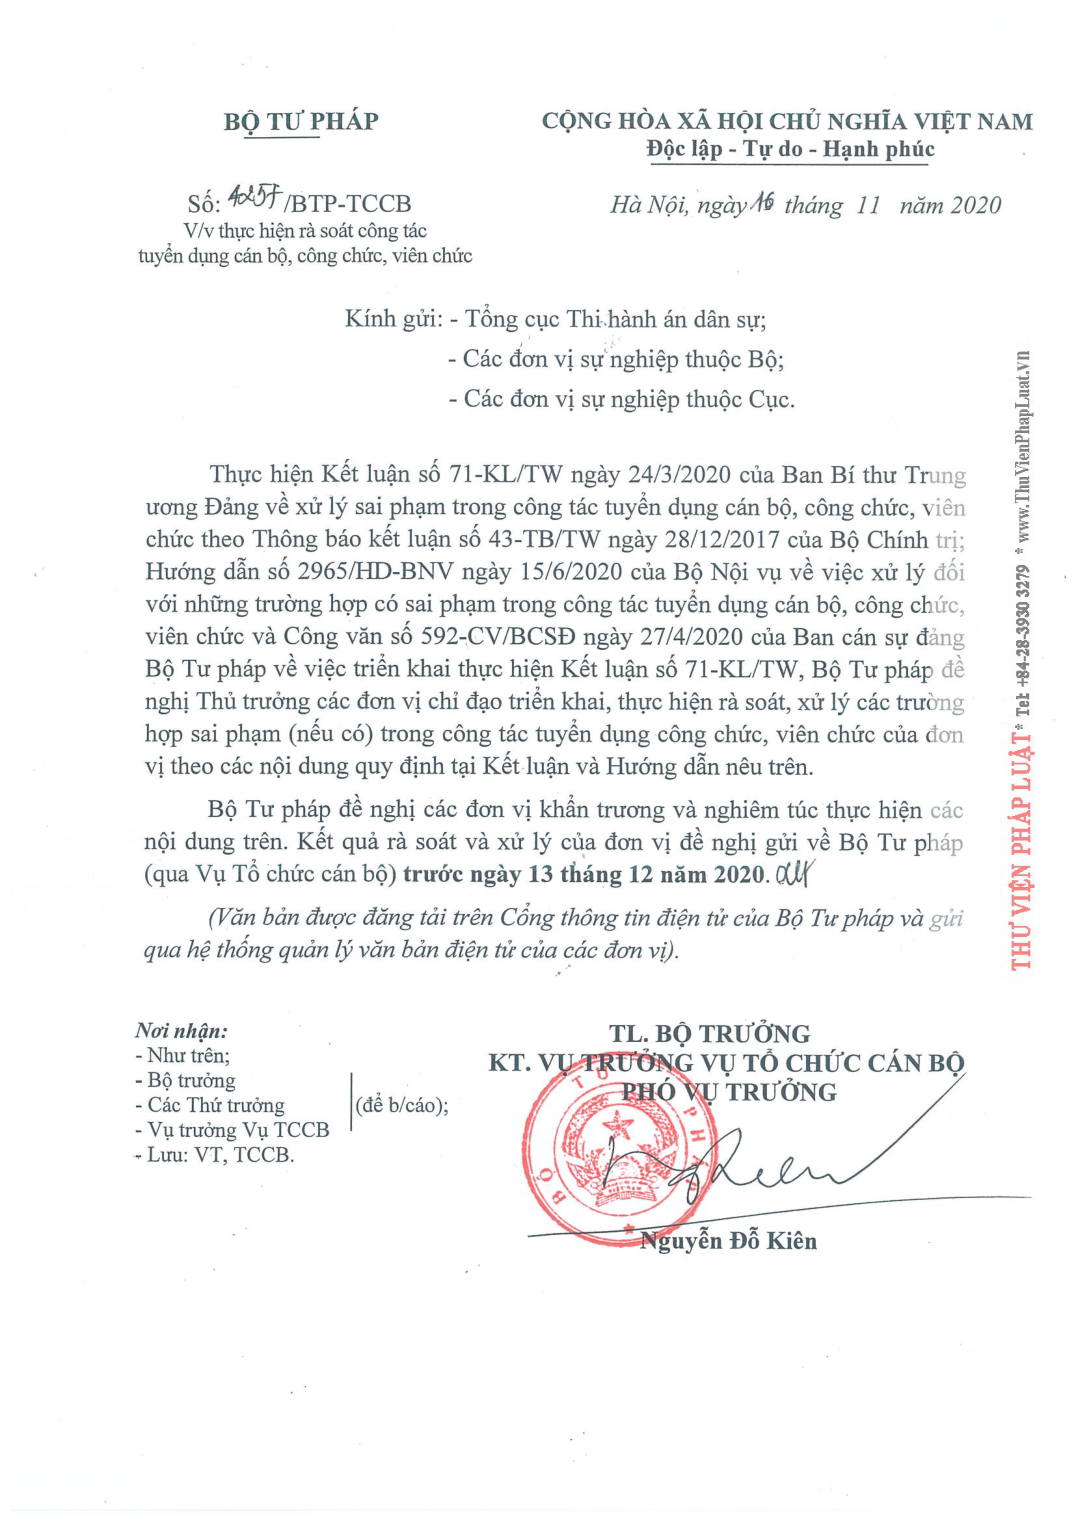 BỘ TƯ PHÁP
CỘNG HÒA XÃ HỘI CHỦ NGHĨA VIỆT NAM
Độc lập - Tự do - Hạnh phúc
Số: 4257/BTP-TCCB
V/v thực hiện rà soát công tác
tuyển dụng cán bộ, công chức, viên chức
Hà Nội, ngày 16 tháng 11 năm 2020
Kính gửi: - Tổng cục Thi hành án dân sự;
- Các đơn vị sự nghiệp thuộc Bộ;
- Các đơn vị sự nghiệp thuộc Cục.
Thực hiện Kết luận số 71-KL/TW ngày 24/3/2020 của Ban Bí thư Trung
ương Đảng về xử lý sai phạm trong công tác tuyển dụng cán bộ, công chức, viên
chức theo Thông báo kết luận số 43-TB/TW ngày 28/12/2017 của Bộ Chính trị;
Hướng dẫn số 2965/HD-BNV ngày 15/6/2020 của Bộ Nội vụ về việc xử lý đối
với những trường hợp có sai phạm trong công tác tuyển dụng cán bộ, công chức,
viên chức và Công văn số 592-CV/BCSĐ ngày 27/4/2020 của Ban cán sự đảng
Bộ Tư pháp về việc triển khai thực hiện Kết luận số 71-KL/TW, Bộ Tư pháp đề
nghị Thủ trưởng các đơn vị chỉ đạo triển khai, thực hiện rà soát, xử lý các trường
hợp sai phạm (nếu có) trong công tác tuyển dụng công chức, viên chức của đơn
vị theo các nội dung quy định tại Kết luận và Hướng dẫn nêu trên.
Bộ Tư pháp đề nghị các đơn vị khẩn trương và nghiêm túc thực hiện các
nội dung trên. Kết quả rà soát và xử lý của đơn vị đề nghị gửi về Bộ Tư pháp
(qua Vụ Tổ chức cán bộ) trước ngày 13 tháng 12 năm 2020.
(Văn bản được đăng tải trên Cổng thông tin điện tử của Bộ Tư pháp và gửi
qua hệ thống quản lý văn bản điện tử của các đơn vị).
Nơi nhận:
- Như trên;
- Bộ trưởng
- Các Thứ trưởng (để b/cáo);
- Vụ trưởng Vụ TCCB
- Lưu: VT, TCCB.
TL. BỘ TRƯỞNG
KT. VỤ TRƯỞNG VỤ TỔ CHỨC CÁN BỘ
PHÓ VỤ TRƯỞNG
BỘ TƯ PHÁP
Nguyễn Đỗ Kiên
THƯ VIỆN PHÁP LUẬT * Tel: +84-28-3930 3279 * www.ThuVienPhapLuat.vn